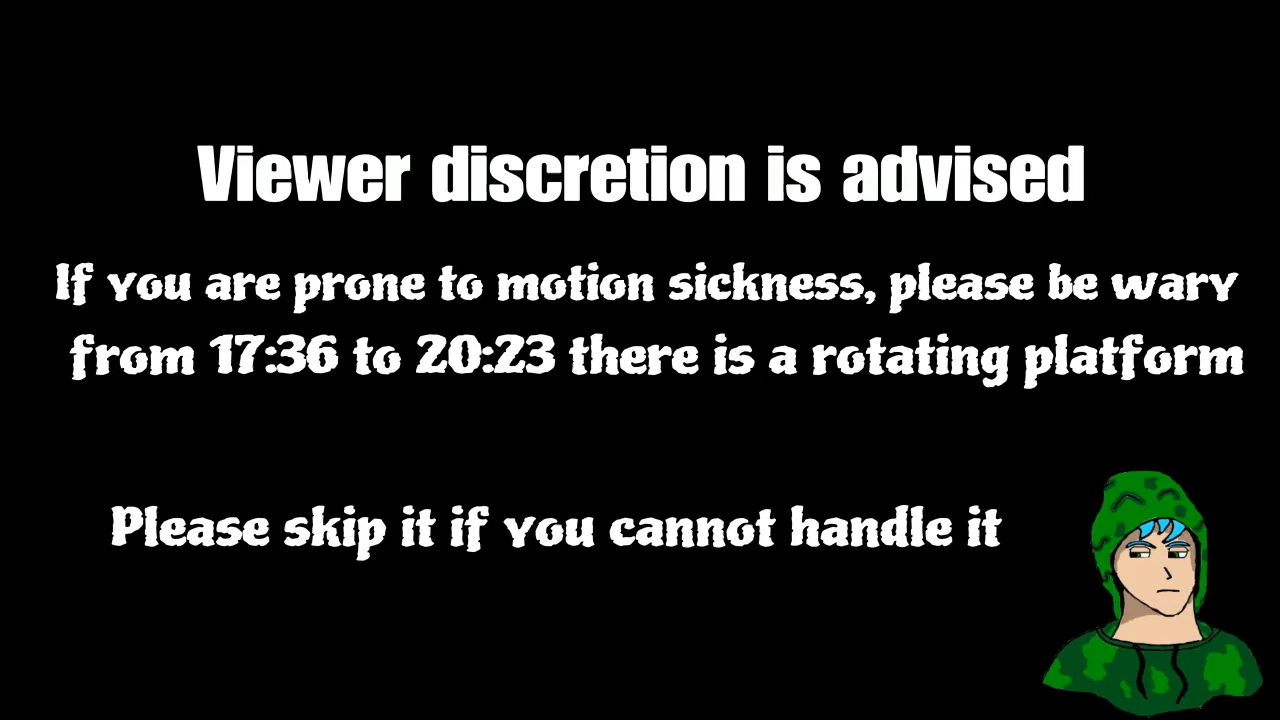 Viewer discretion is advised
If you are prone to motion sickness, please be wary
from 17:36 to 20:23 there is a rotating platform
Please skip it if you cannot handle it